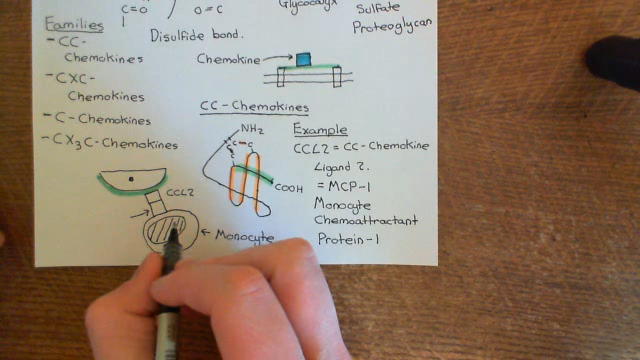 C=O
O=C
Glycocalyx
Sulfate
Proteoglycan
Families
Disulfide bond.
- CC-
Chemokines
- CXC-
Chemokines
- C-Chemokines
- CX3C-Chemokines
Chemokine
CC-Chemokines
NH2
C-C
COOH
Example
CCL2 = CC-Chemokine
Ligand 2.
= MCP-1
Monocyte
Chemoattractant
Protein-1
CCL2
Monocyte